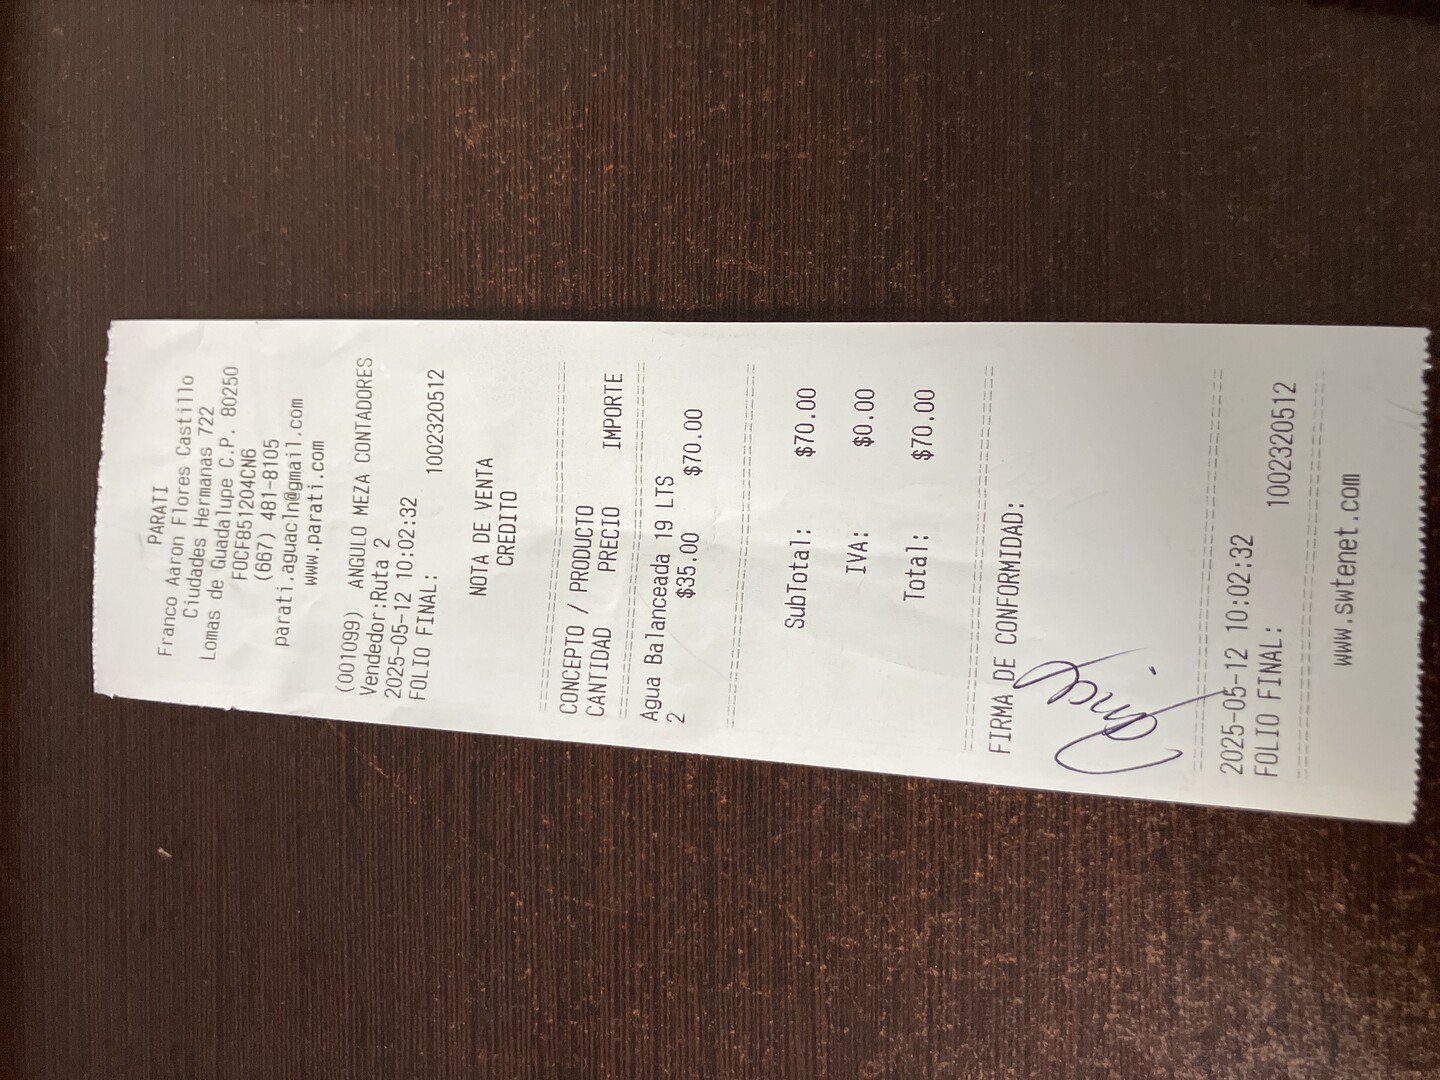 PARATI
Franco Aaron Flores Castillo
Ciudades Hermanas 722
Lomas de Guadalupe C.P. 80250
FOCF851204CN6
(667) 481-8105
parati.aguacln@gmail.com
www.parati.com
(001099) ANGULO MEZA CONTADORES
Vendedor:Ruta 2
2025-05-12 10:02:32
FOLIO FINAL: 1002320512
NOTA DE VENTA
CREDITO
CONCEPTO / PRODUCTO
CANTIDAD PRECIO IMPORTE
Agua Balanceada 19 LTS
2 $35.00 $70.00
SubTotal: $70.00
IVA: $0.00
Total: $70.00
FIRMA DE CONFORMIDAD:
2025-05-12 10:02:32
FOLIO FINAL: 1002320512
www.swtenet.com